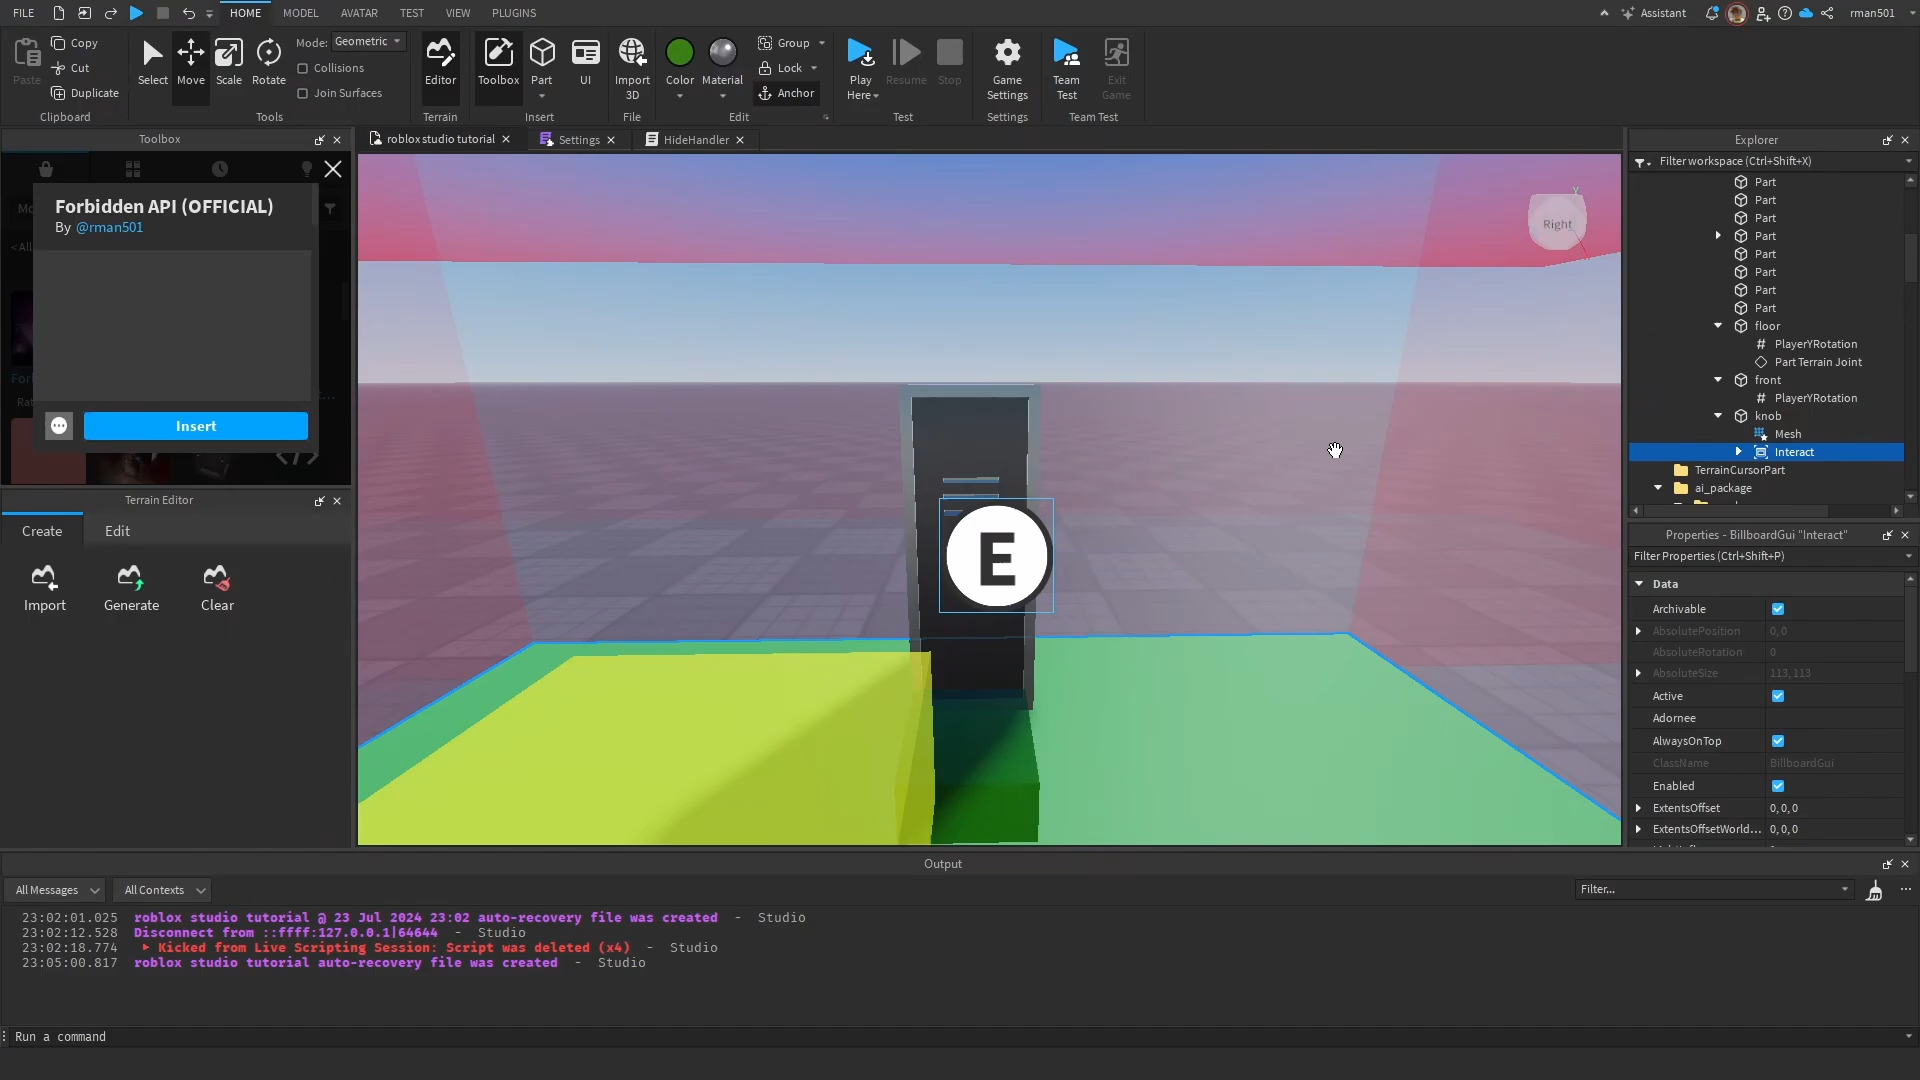 FILE
HOME
MODEL
AVATAR
TEST
VIEW
PLUGINS
Assistant
rman501
Paste
Copy
Cut
Duplicate
Clipboard
Select
Move
Scale
Rotate
Mode: Geometric
Collisions
Join Surfaces
Tools
Editor
Terrain
Toolbox
Part
UI
Insert
Import
3D
File
Color
Material
Group
Lock
Anchor
Edit
Play
Here
Resume
Stop
Test
Game
Settings
Settings
Team
Test
Exit
Game
Team Test
Toolbox
Forbidden API (OFFICIAL)
By @rman501
Insert
roblox studio tutorial
Settings
HideHandler
Right
Y
E
Terrain Editor
Create
Edit
Import
Generate
Clear
Explorer
Filter workspace (Ctrl+Shift+X)
Part
Part
Part
Part
Part
Part
Part
Part
floor
PlayerYRotation
Part Terrain Joint
front
PlayerYRotation
knob
Mesh
Interact
TerrainCursorPart
ai_package
Properties - BillboardGui "Interact"
Filter Properties (Ctrl+Shift+P)
Data
Archivable
AbsolutePosition 0, 0
AbsoluteRotation 0
AbsoluteSize 113, 113
Active
Adornee
AlwaysOnTop
ClassName BillboardGui
Enabled
ExtentsOffset 0, 0, 0
ExtentsOffsetWorld... 0, 0, 0
Output
All Messages
All Contexts
Filter...
23:02:01.025 roblox studio tutorial @ 23 Jul 2024 23:02 auto-recovery file was created - Studio
23:02:12.528 Disconnect from ::ffff:127.0.0.1|64644 - Studio
23:02:18.774 Kicked from Live Scripting Session: Script was deleted (x4) - Studio
23:05:00.817 roblox studio tutorial auto-recovery file was created - Studio
Run a command